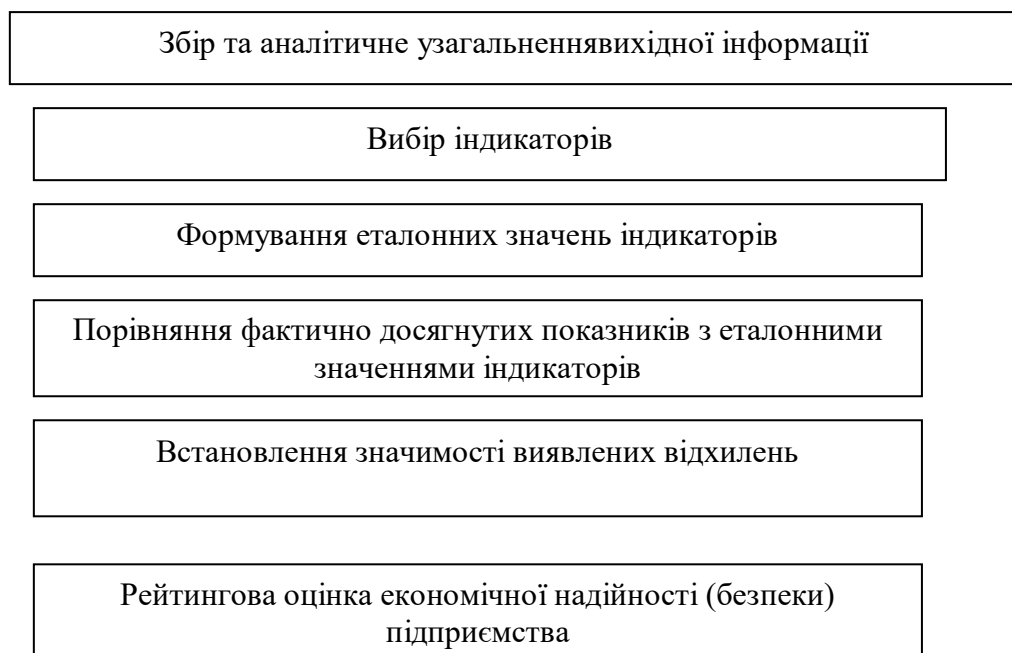 Збір та аналітичне узагальненнявихідної інформації
Вибір індикаторів
Формування еталонних значень індикаторів
Порівняння фактично досягнутих показників з еталонними
значеннями індикаторів
Встановлення значимості виявлених відхилень
Рейтингова оцінка економічної надійності (безпеки)
підприємства